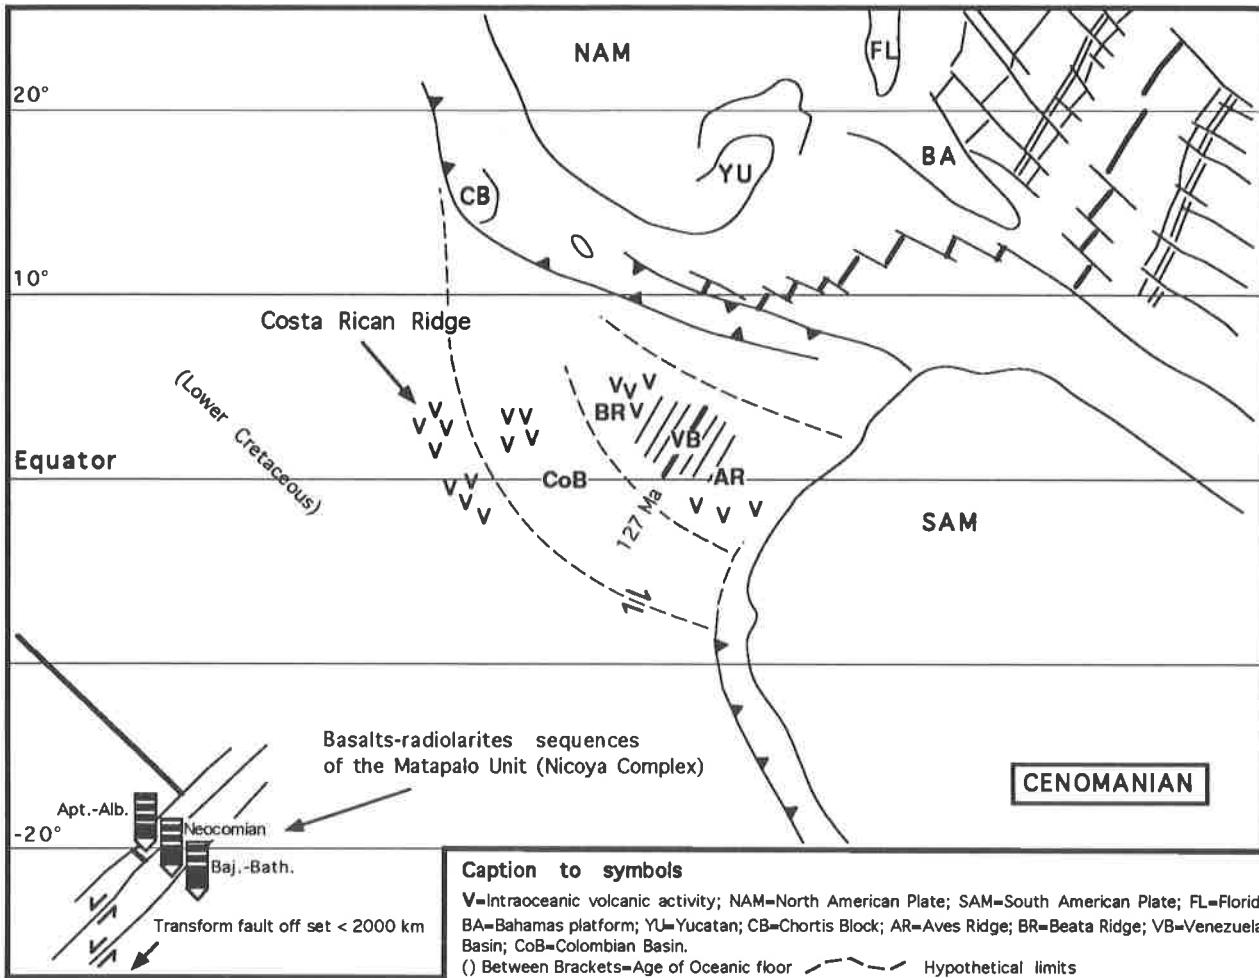 NAM
FL
20°
BA
YU
CB
10°
Costa Rican Ridge
(Lower Cretaceous)
V V V
V V V V
V V V
BR
V V
V V
VB
V
Equator
CoB
AR
V V
V V
V V V
127 Ma
SAM
Basalts-radiolarites sequences
of the Matapalo Unit (Nicoya Complex)
CENOMANIAN
Apt.-Alb.
Neocomian
-20°
Baj.-Bath.
Transform fault off set < 2000 km
Caption to symbols
V=Intraoceanic volcanic activity; NAM=North American Plate; SAM=South American Plate; FL=Florid
BA=Bahamas platform; YU=Yucatan; CB=Chortis Block; AR=Aves Ridge; BR=Beata Ridge; VB=Venezuela
Basin; CoB=Colombian Basin.
() Between Brackets=Age of Oceanic floor Hypothetical limits